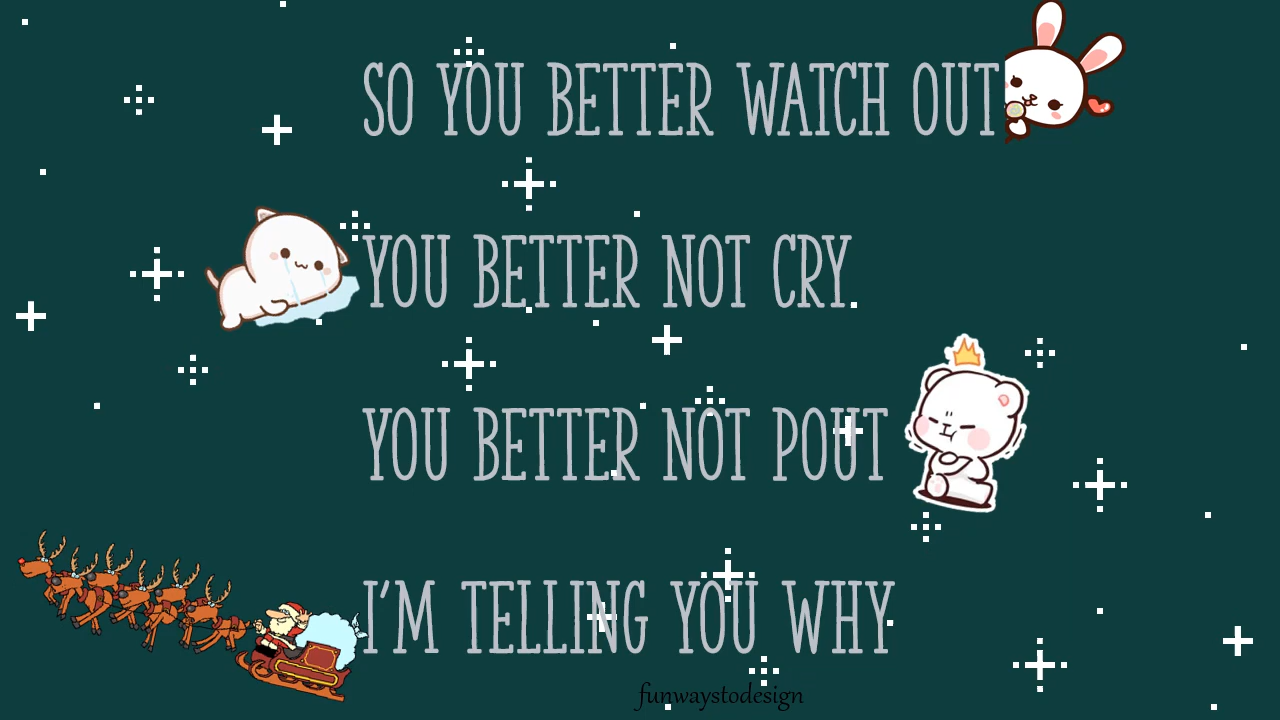 SO YOU BETTER WATCH OUT
YOU BETTER NOT CRY
YOU BETTER NOT POUT
I'M TELLING YOU WHY
funwaystodesign